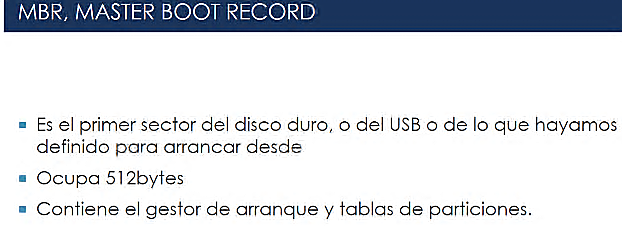 MBR, MASTER BOOT RECORD
Es el primer sector del disco duro, o del USB o de lo que hayamos
definido para arrancar desde
Ocupa 512bytes
Contiene el gestor de arranque y tablas de particiones.